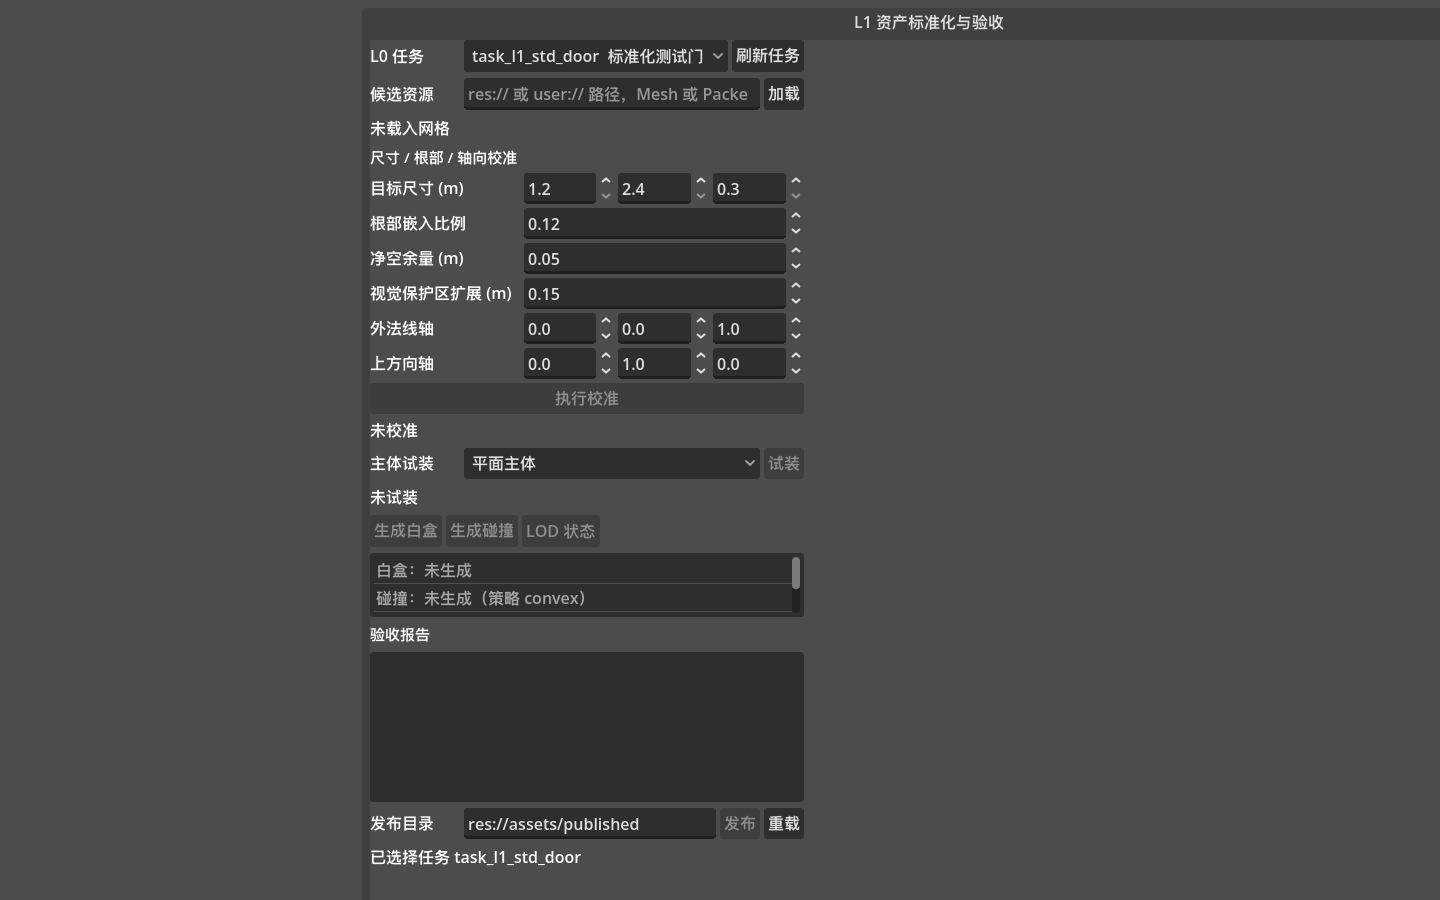 L1 资产标准化与验收
L0 任务 task_l1_std_door 标准化测试门 刷新任务
候选资源 res:// 或 user:// 路径，Mesh 或 Packe 加载
未载入网格
尺寸 / 根部 / 轴向校准
目标尺寸 (m) 1.2 2.4 0.3
根部嵌入比例 0.12
净空余量 (m) 0.05
视觉保护区扩展 (m) 0.15
外法线轴 0.0 0.0 1.0
上方向轴 0.0 1.0 0.0
执行校准
未校准
主体试装 平面主体 试装
未试装
生成白盒 生成碰撞 LOD 状态
白盒：未生成
碰撞：未生成（策略 convex）
验收报告
发布目录 res://assets/published 发布 重载
已选择任务 task_l1_std_door